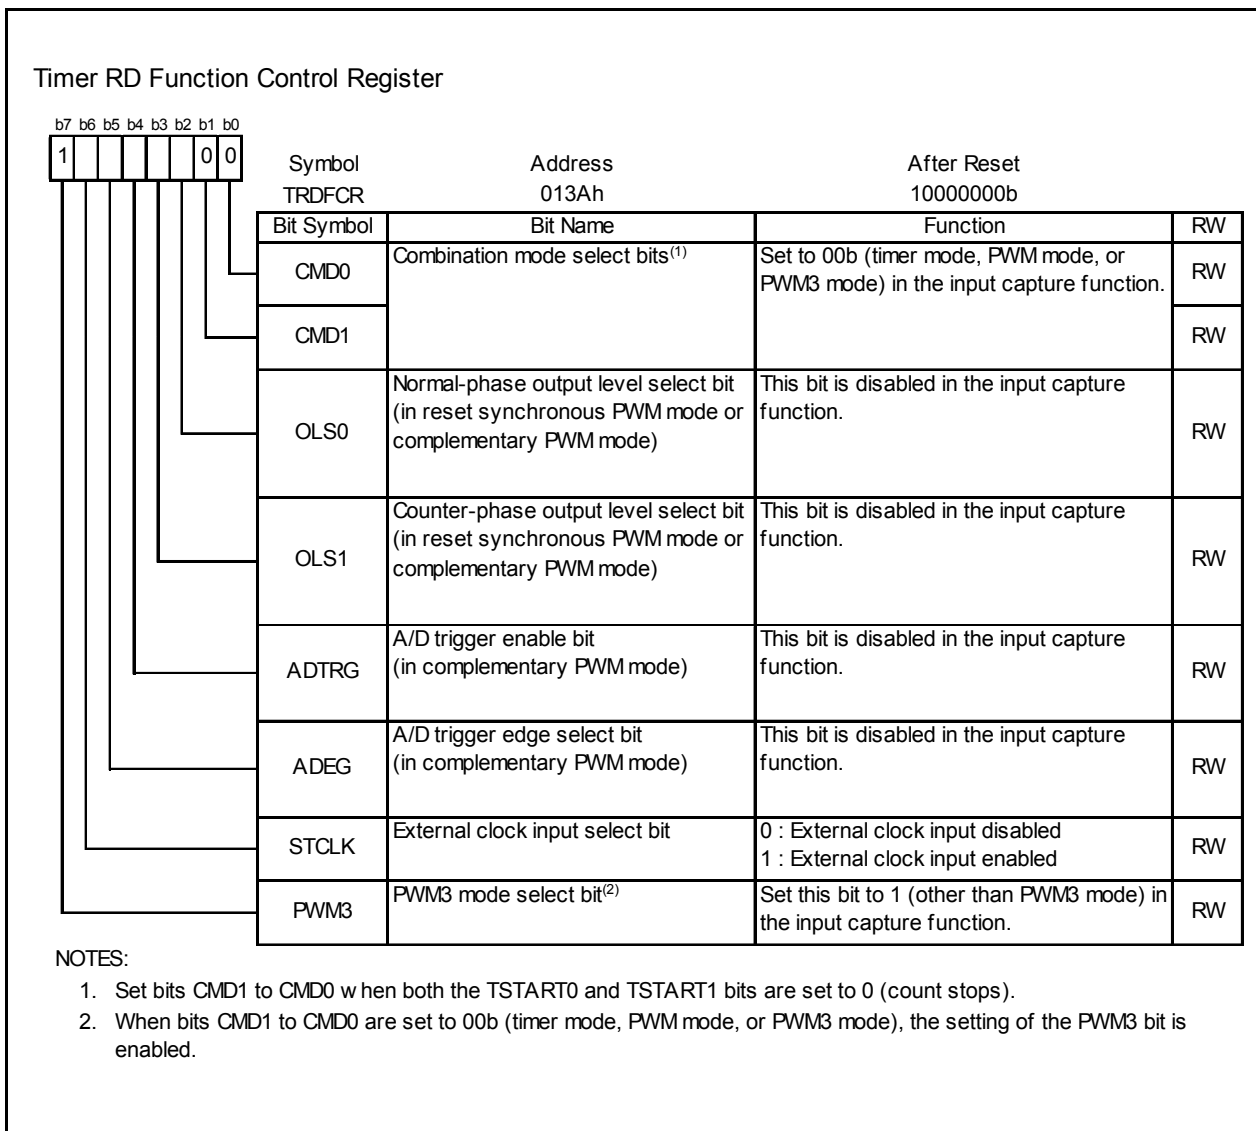 Timer RD Function Control Register
b7 b6 b5 b4 b3 b2 b1 b0
1 0 0
Symbol Address After Reset
TRDFCR 013Ah 10000000b
Bit Symbol Bit Name Function RW
CMD0 Combination mode select bits(1) Set to 00b (timer mode, PWM mode, or
PWM3 mode) in the input capture function. RW
CMD1 RW
OLS0 Normal-phase output level select bit
(in reset synchronous PWM mode or
complementary PWM mode) This bit is disabled in the input capture
function. RW
OLS1 Counter-phase output level select bit
(in reset synchronous PWM mode or
complementary PWM mode) This bit is disabled in the input capture
function. RW
ADTRG A/D trigger enable bit
(in complementary PWM mode) This bit is disabled in the input capture
function. RW
ADEG A/D trigger edge select bit
(in complementary PWM mode) This bit is disabled in the input capture
function. RW
STCLK External clock input select bit 0 : External clock input disabled
1 : External clock input enabled RW
PWM3 PWM3 mode select bit(2) Set this bit to 1 (other than PWM3 mode) in
the input capture function. RW
NOTES:
1. Set bits CMD1 to CMD0 w hen both the TSTART0 and TSTART1 bits are set to 0 (count stops).
2. When bits CMD1 to CMD0 are set to 00b (timer mode, PWM mode, or PWM3 mode), the setting of the PWM3 bit is
enabled.